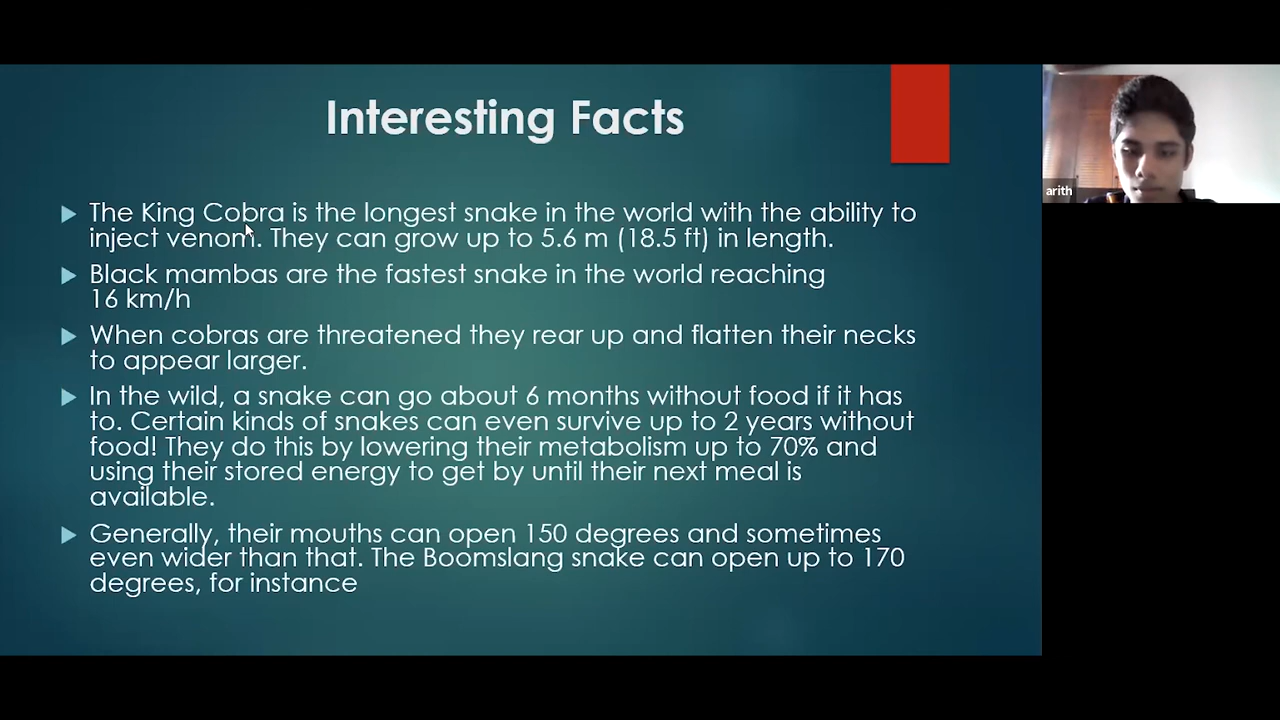 Interesting Facts
The King Cobra is the longest snake in the world with the ability to
inject venom. They can grow up to 5.6 m (18.5 ft) in length.
Black mambas are the fastest snake in the world reaching
16 km/h
When cobras are threatened they rear up and flatten their necks
to appear larger.
In the wild, a snake can go about 6 months without food if it has
to. Certain kinds of snakes can even survive up to 2 years without
food! They do this by lowering their metabolism up to 70% and
using their stored energy to get by until their next meal is
available.
Generally, their mouths can open 150 degrees and sometimes
even wider than that. The Boomslang snake can open up to 170
degrees, for instance
arith